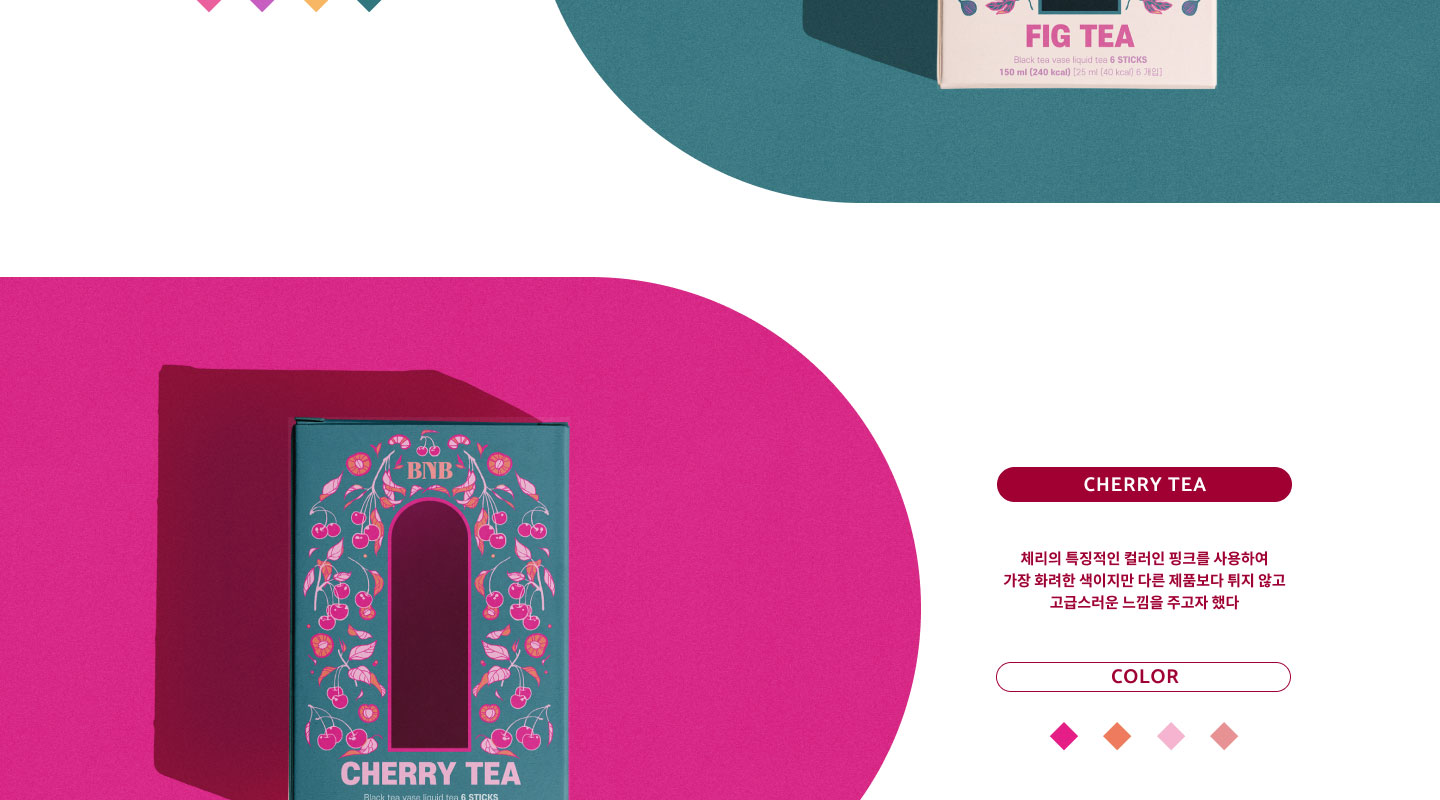 FIG TEA
Black tea vase liquid tea 6 STICKS
150 ml (240 kcal) [25 ml (40 kcal) 6 개입]
BNB
CHERRY TEA
Black tea vase liquid tea 6 STICKS
CHERRY TEA
체리의 특징적인 컬러인 핑크를 사용하여
가장 화려한 색이지만 다른 제품보다 튀지 않고
고급스러운 느낌을 주고자 했다
COLOR